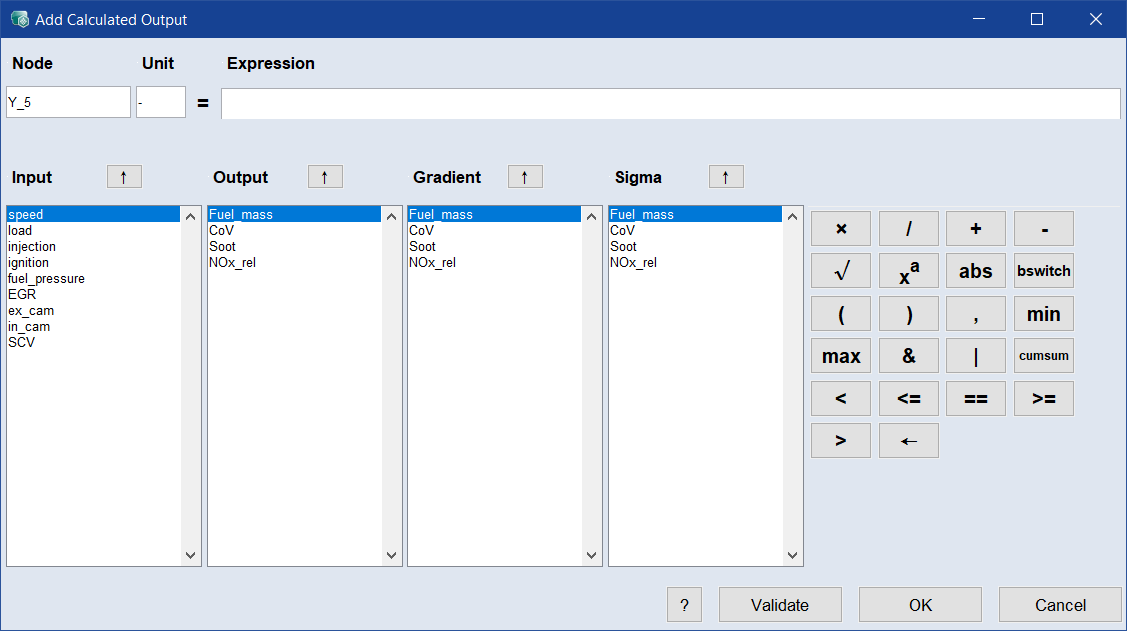 Add Calculated Output
Node Unit Expression
Y_5 - =
Input ↑ Output ↑ Gradient ↑ Sigma ↑
speed
load
injection
ignition
fuel_pressure
EGR
ex_cam
in_cam
SCV
Fuel_mass
CoV
Soot
NOx_rel
Fuel_mass
CoV
Soot
NOx_rel
Fuel_mass
CoV
Soot
NOx_rel
× / + -
√ xᵃ abs bswitch
( ) , min
max & | cumsum
< <= == >=
> ←
? Validate OK Cancel